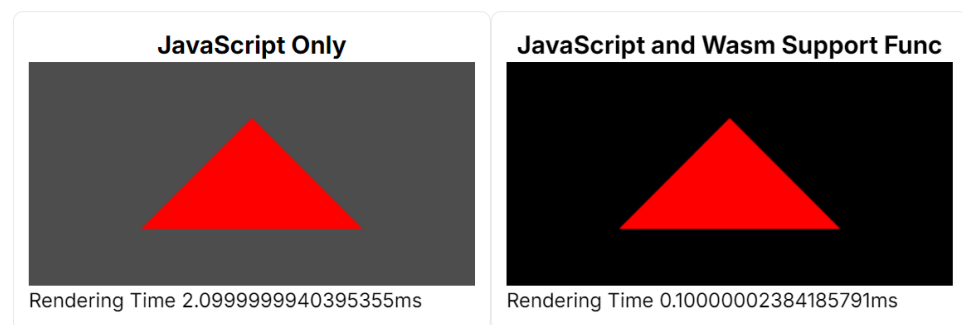 JavaScript Only
Rendering Time 2.0999999940395355ms
JavaScript and Wasm Support Func
Rendering Time 0.10000002384185791ms